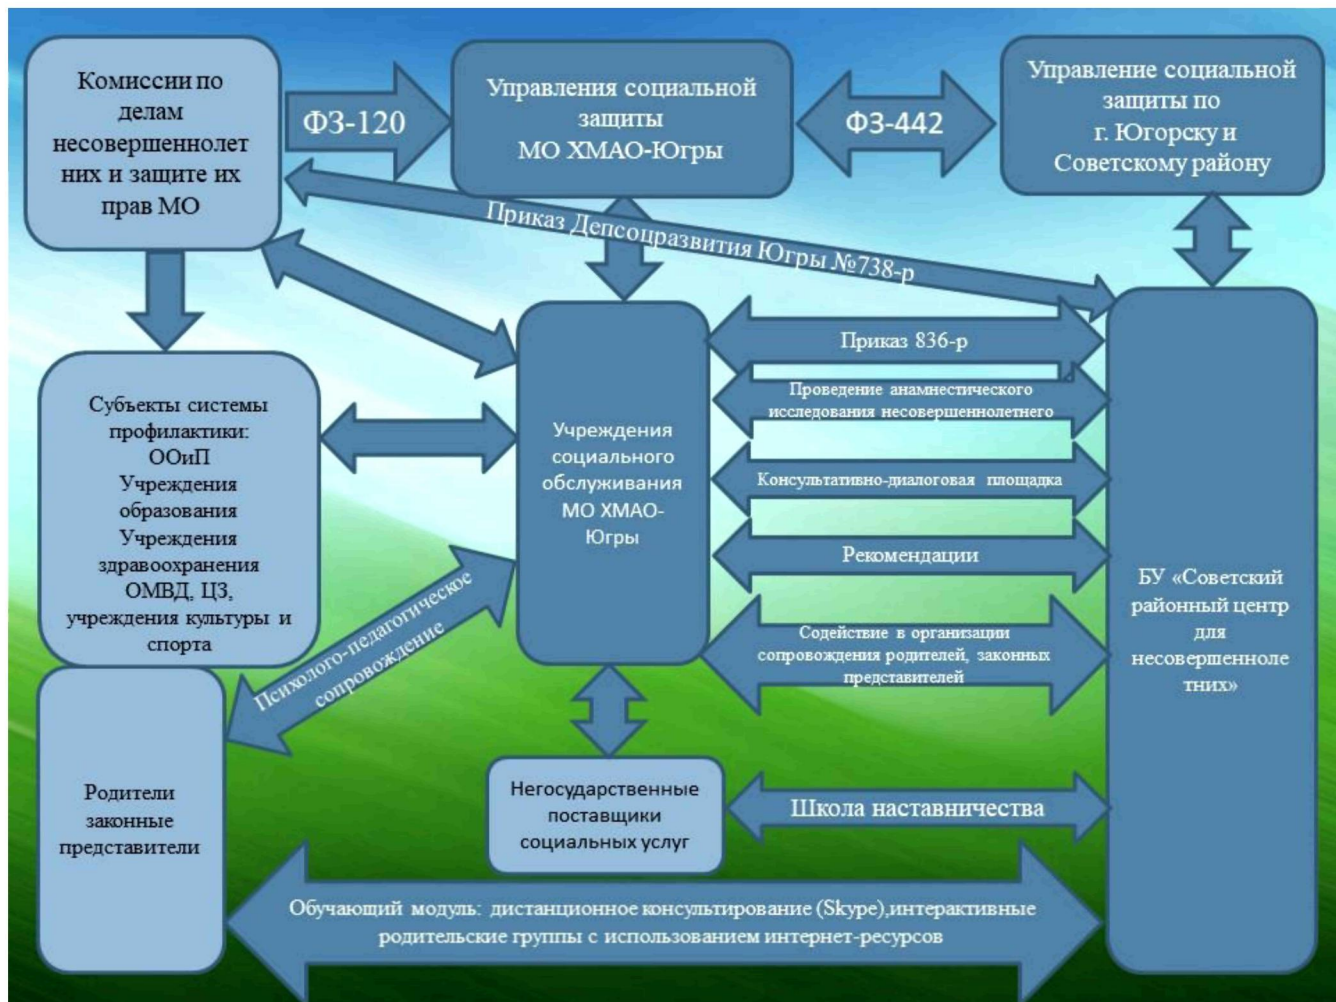 Комиссии по
делам
несовершеннолет
них и защите их
прав МО
ФЗ-120
Управления социальной
защиты
МО ХМАО-Югры
ФЗ-442
Управление социальной
защиты по
г. Югорску и
Советскому району
Приказ Депсоцразвития Югры №738-р
Субъекты системы
профилактики:
ООиП
Учреждения
образования
Учреждения
здравоохранения
ОМВД, ЦЗ,
учреждения культуры и
спорта
Учреждения
социального
обслуживания
МО ХМАО-
Югры
Приказ 836-р
Проведение анамнестического
исследования несовершеннолетнего
Консультативно-диалоговая площадка
Рекомендации
Содействие в организации
сопровождения родителей, законных
представителей
БУ «Советский
районный центр
для
несовершенноле
тних»
Психолого-педагогическое
сопровождение
Родители
законные
представители
Негосударственные
поставщики
социальных услуг
Школа наставничества
Обучающий модуль: дистанционное консультирование (Skype),интерактивные
родительские группы с использованием интернет-ресурсов